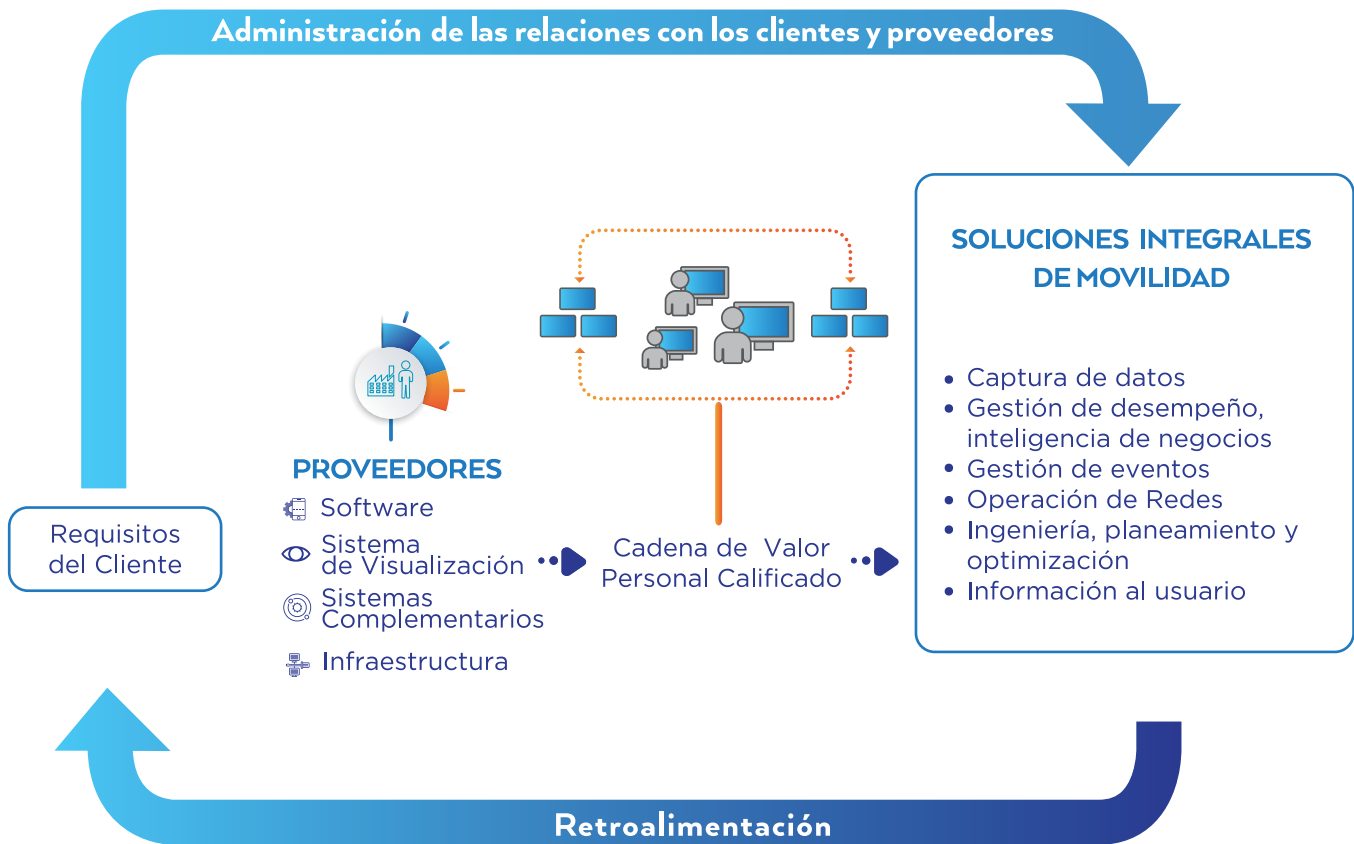 Administración de las relaciones con los clientes y proveedores
Requisitos
del Cliente
PROVEEDORES
Software
Sistema
de Visualización
Sistemas
Complementarios
Infraestructura
Cadena de Valor
Personal Calificado
SOLUCIONES INTEGRALES
DE MOVILIDAD
• Captura de datos
• Gestión de desempeño,
inteligencia de negocios
• Gestión de eventos
• Operación de Redes
• Ingeniería, planeamiento y
optimización
• Información al usuario
Retroalimentación